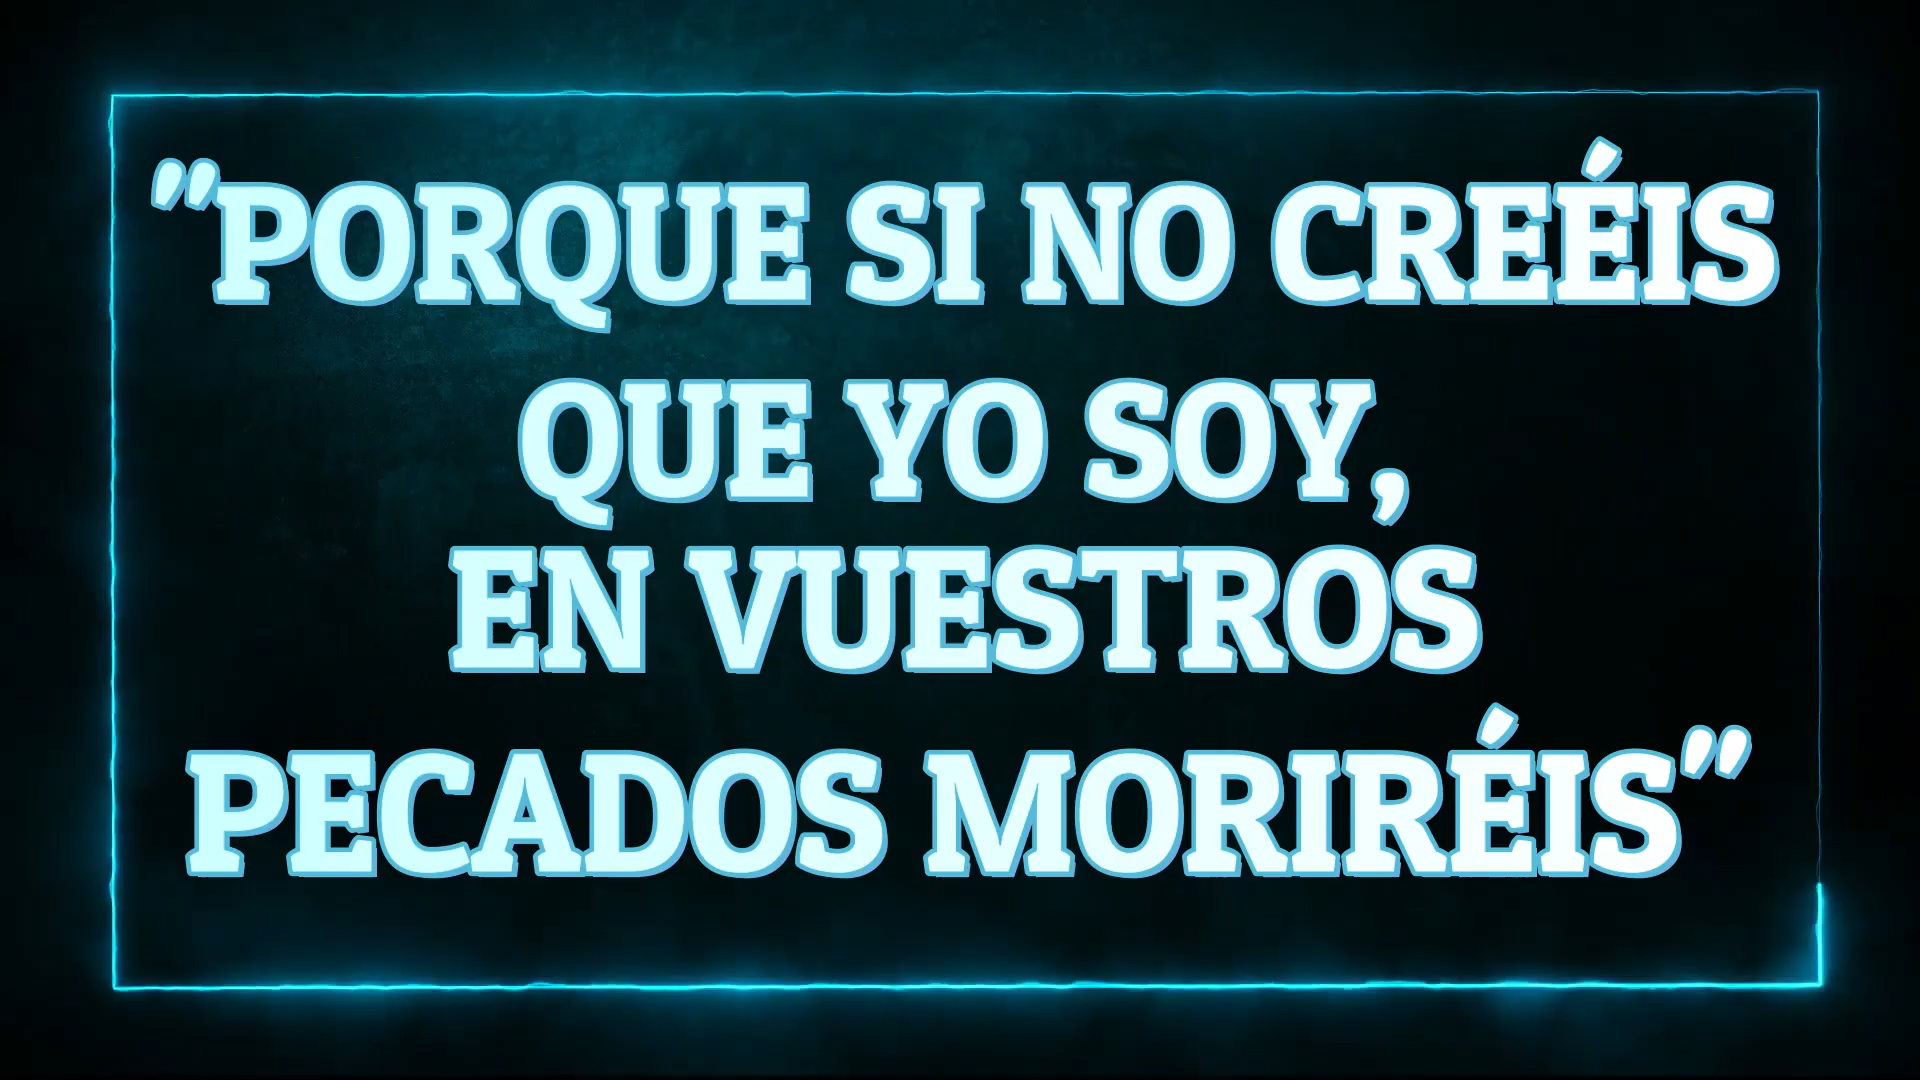 "PORQUE SI NO CREÉIS
QUE YO SOY,
EN VUESTROS
PECADOS MORIRÉIS"